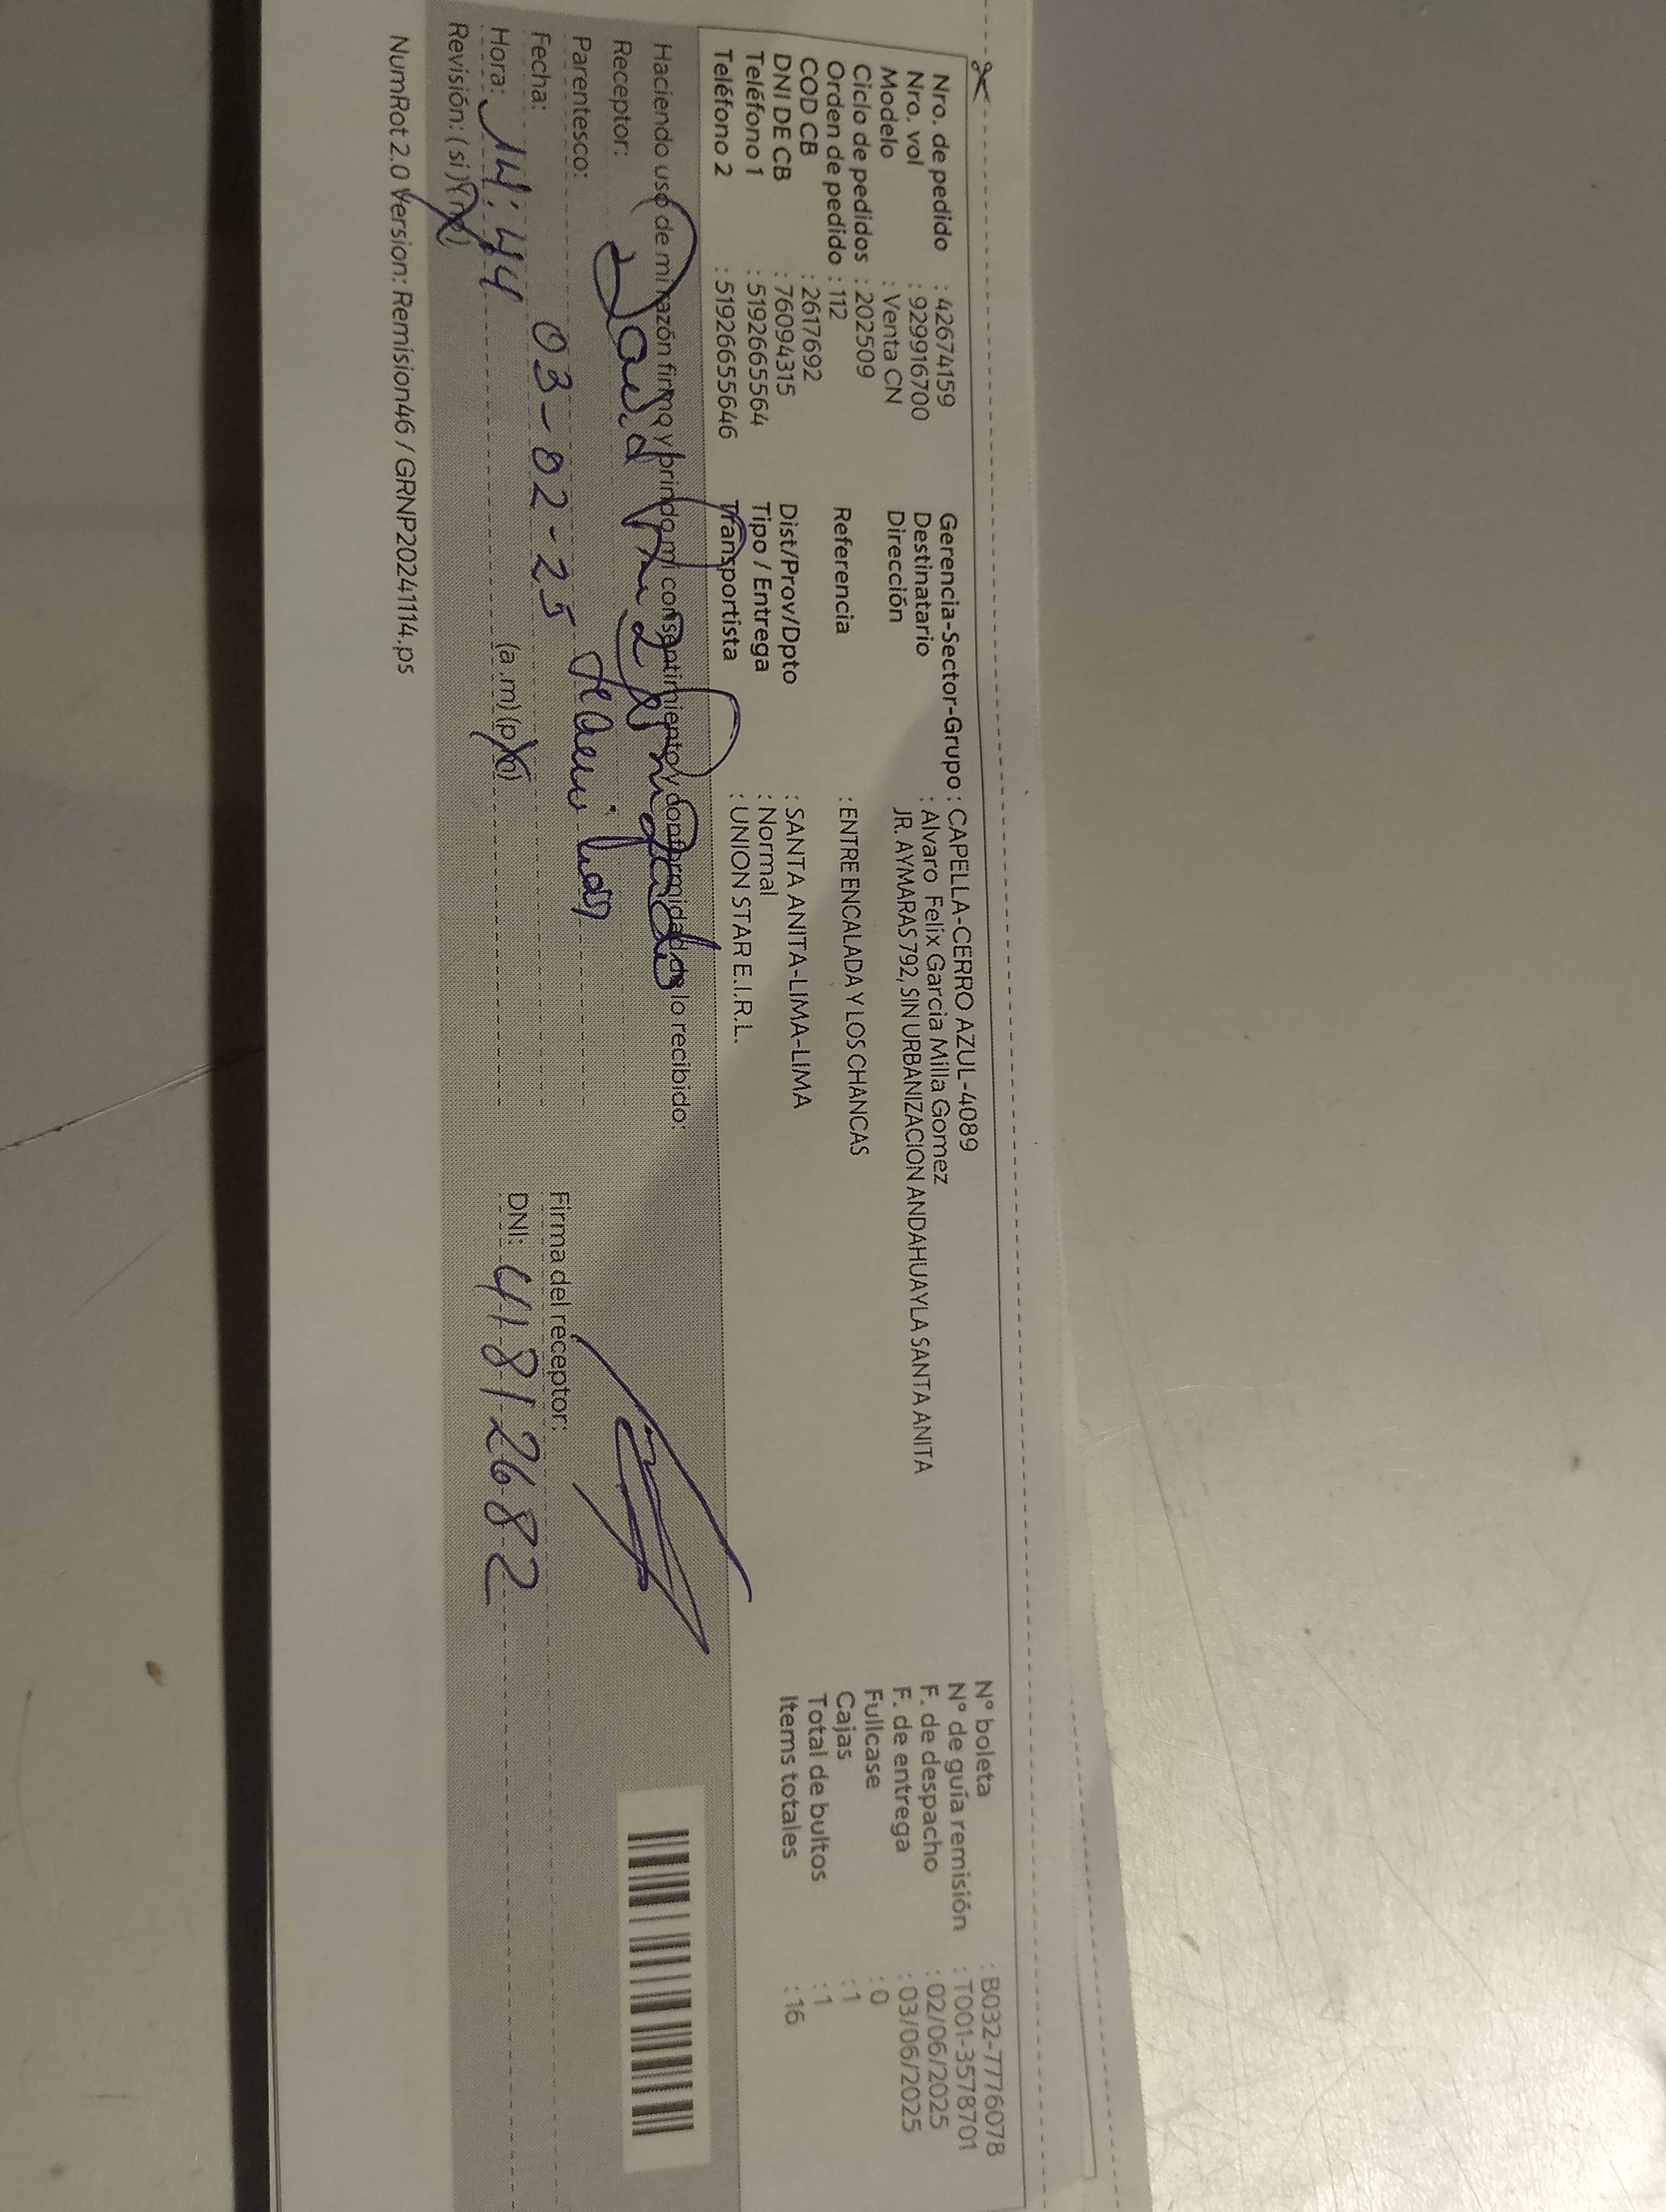 Nro. de pedido : 42674159
Nro. vol : 929916700
Modelo : Venta CN
Ciclo de pedidos : 202509
Orden de pedido : 112
COD CB : 2617692
DNI DE CB : 76094315
Teléfono 1 : 51926655564
Teléfono 2 : 51926655646
Gerencia-Sector-Grupo : CAPELLA-CERRO AZUL-4089
Destinatario : Alvaro Felix Garcia Milla Gomez
Dirección JR. AYMARAS 792, SIN URBANIZACION ANDAHUAYLA SANTA ANITA
Referencia : ENTRE ENCALADA Y LOS CHANCAS
Dist/Prov/Dpto : SANTA ANITA-LIMA-LIMA
Tipo / Entrega : Normal
Transportista : UNION STAR E.I.R.L.
N° boleta : B032-7776078
N° de guía remisión : T001-3578701
F. de despacho : 02/06/2025
F. de entrega : 03/06/2025
Fullcase : 0
Cajas : 1
Total de bultos : 1
Items totales : 16
Haciendo uso de mi razón firmo y brindo mi consentimiento y conformidad de lo recibido:
Receptor: David
Parentesco:
Fecha: 03-02-25
Hora: 14:44 (a.m) (p.m)
Revisión: ( si ) ( no )
Firma del receptor:
DNI: 41812682
NumRot 2.0 Version: Remision46 / GRNP20241114.ps